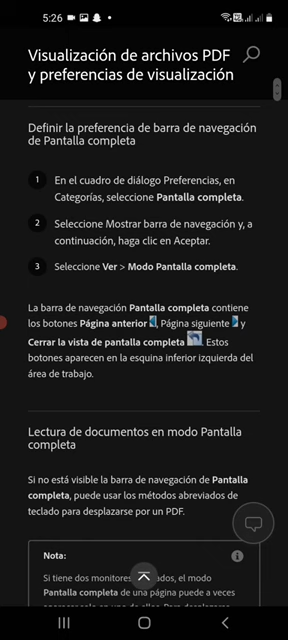 5:26
Visualización de archivos PDF
y preferencias de visualización
Definir la preferencia de barra de navegación
de Pantalla completa
1 En el cuadro de diálogo Preferencias, en
Categorías, seleccione Pantalla completa.
2 Seleccione Mostrar barra de navegación y, a
continuación, haga clic en Aceptar.
3 Seleccione Ver > Modo Pantalla completa.
La barra de navegación Pantalla completa contiene
los botones Página anterior , Página siguiente y
Cerrar la vista de pantalla completa . Estos
botones aparecen en la esquina inferior izquierda del
área de trabajo.
Lectura de documentos en modo Pantalla
completa
Si no está visible la barra de navegación de Pantalla
completa, puede usar los métodos abreviados de
teclado para desplazarse por un PDF.
Nota:
Si tiene dos monitores ados, el modo
Pantalla completa de una página puede a veces